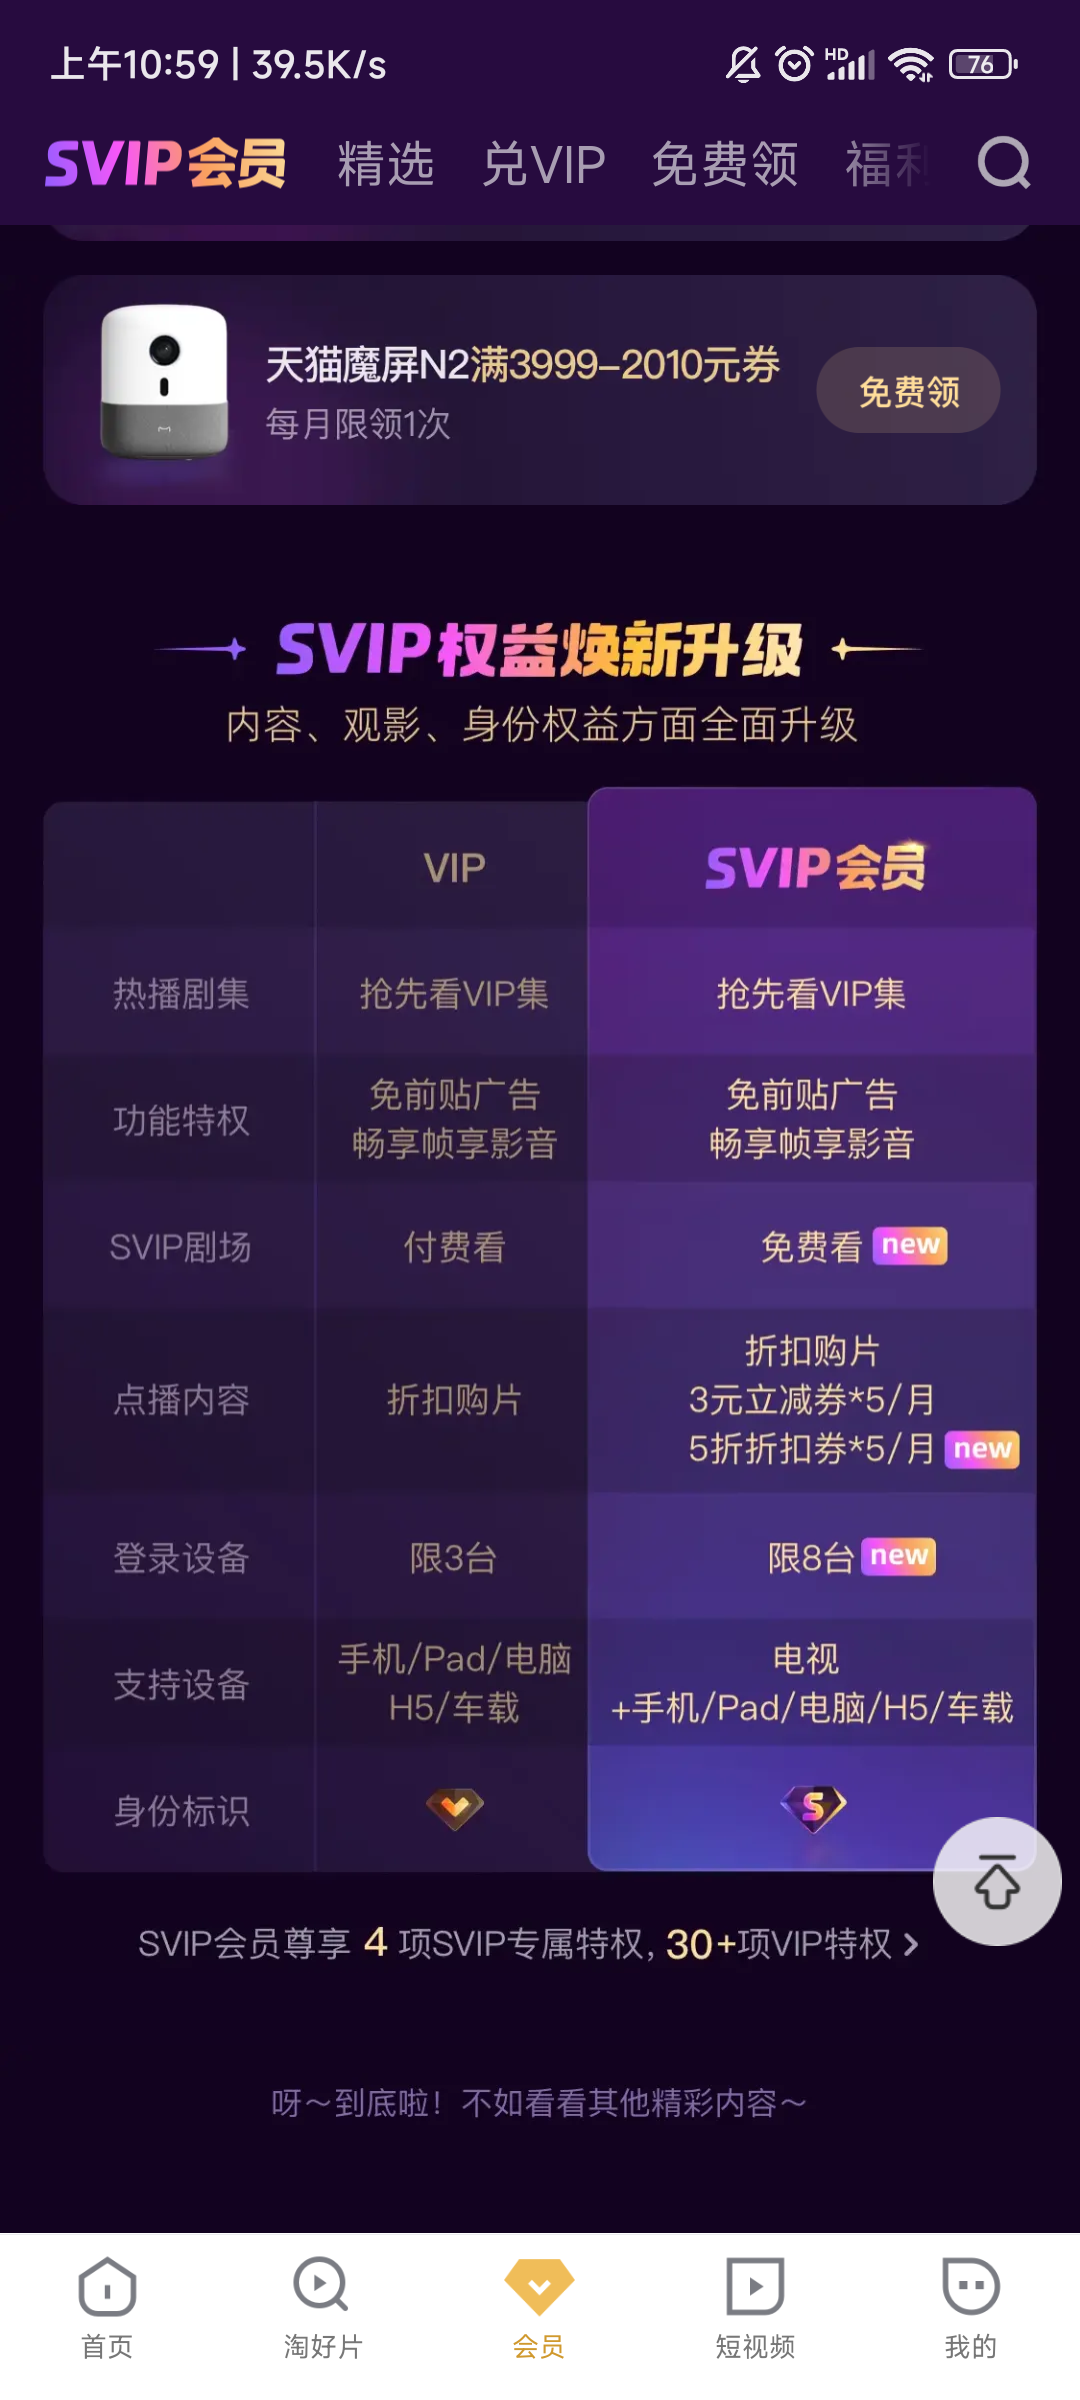 上午10:59 | 39.5K/s
HD
76
SVIP会员 精选 兑VIP 免费领 福利
天猫魔屏N2满3999-2010元券
每月限领1次
免费领
SVIP权益焕新升级
内容、观影、身份权益方面全面升级
VIP SVIP会员
热播剧集 抢先看VIP集 抢先看VIP集
功能特权 免前贴广告 畅享帧享影音 免前贴广告 畅享帧享影音
SVIP剧场 付费看 免费看 new
点播内容 折扣购片 折扣购片
3元立减券*5/月
5折折扣券*5/月 new
登录设备 限3台 限8台 new
支持设备 手机/Pad/电脑 H5/车载 电视 +手机/Pad/电脑/H5/车载
身份标识 S
SVIP会员尊享 4 项SVIP专属特权, 30+项VIP特权 >
呀～到底啦！不如看看其他精彩内容～
首页 淘好片 会员 短视频 我的